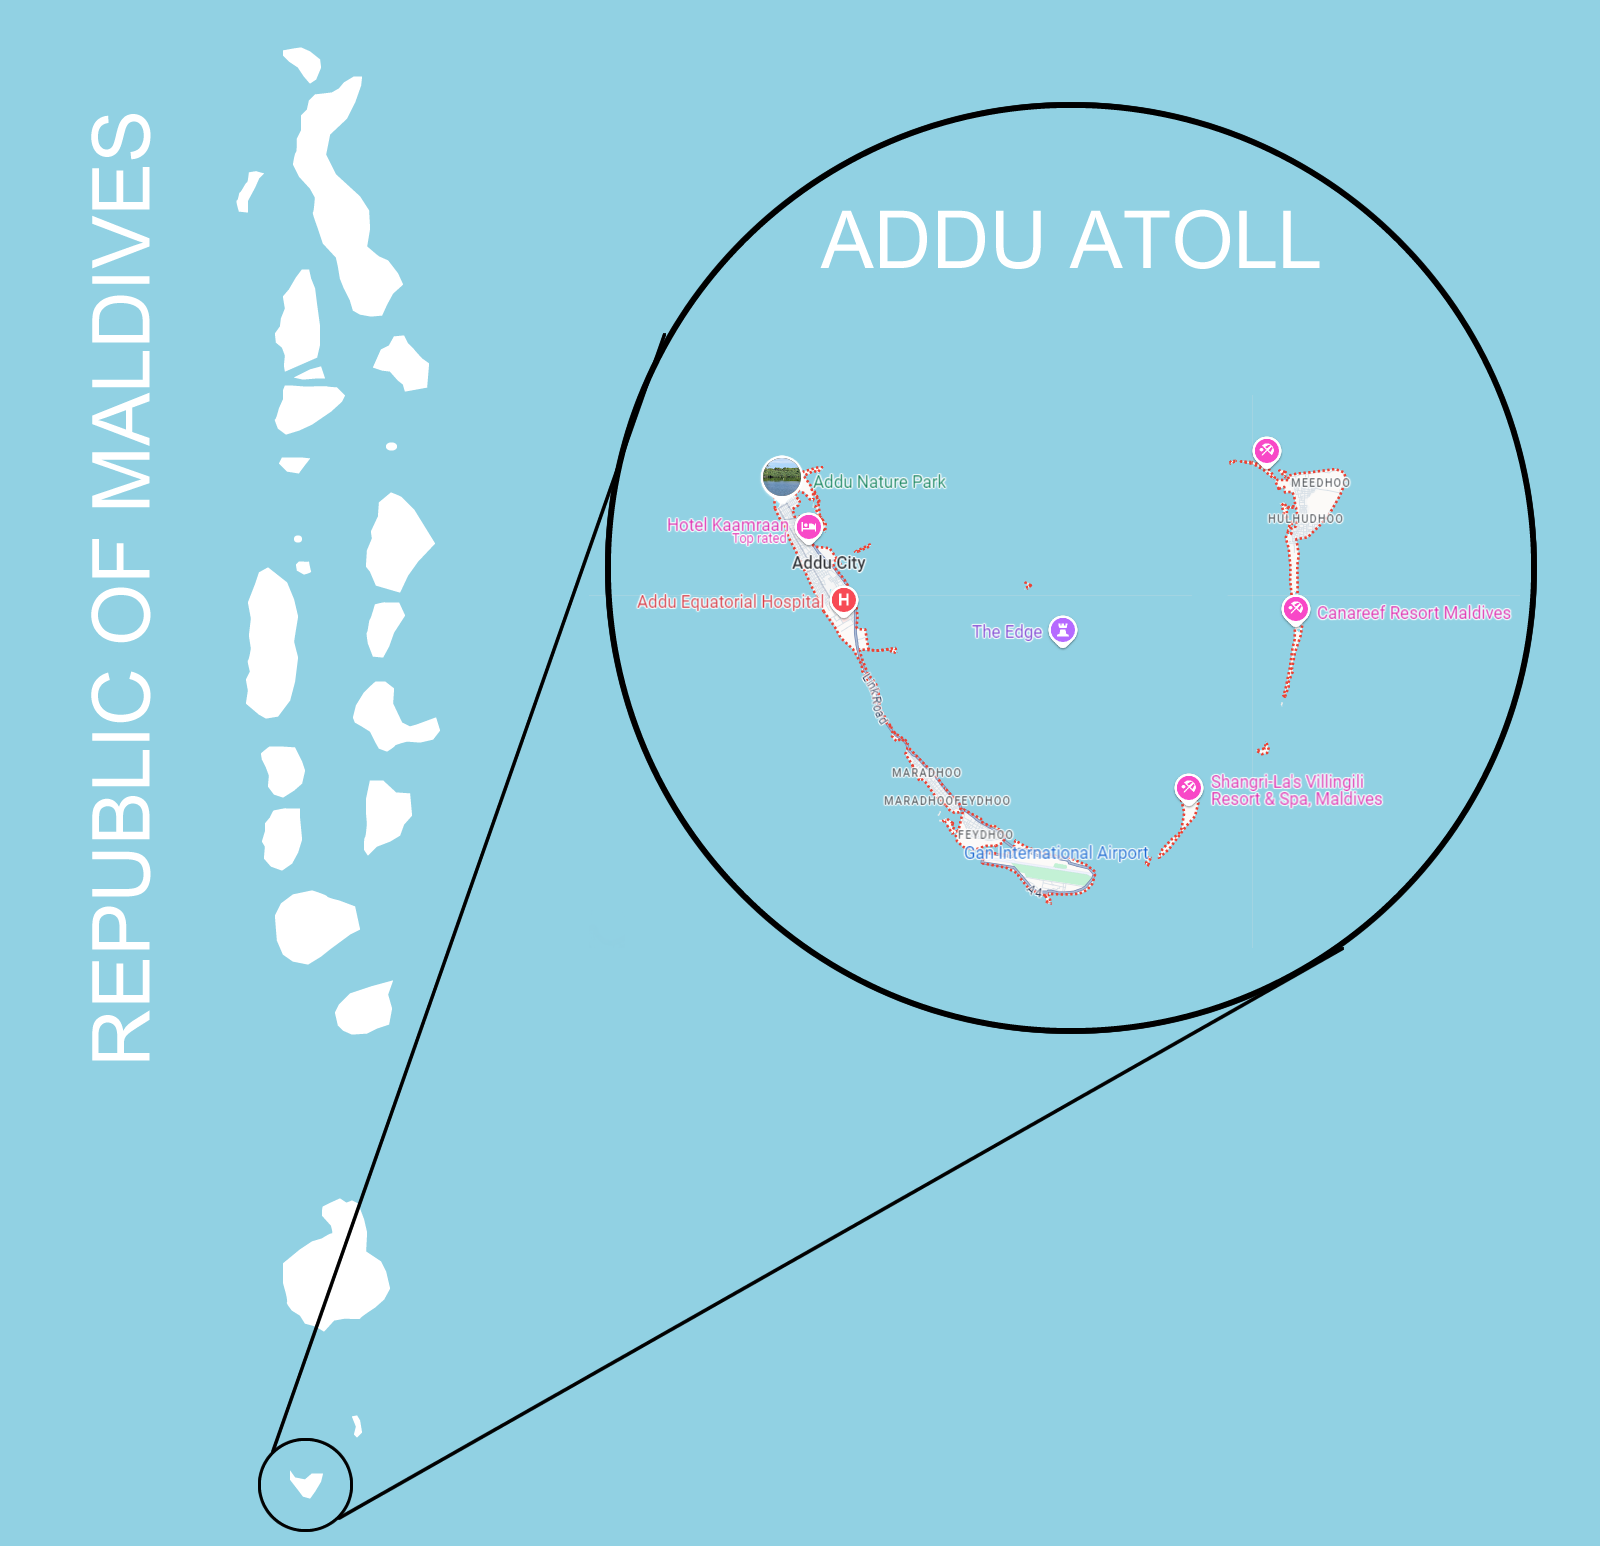 REPUBLIC OF MALDIVES
ADDU ATOLL
Addu Nature Park
MEEDHOO
HULHUDHOO
Hotel Kaamraan
Top rated
Addu City
Addu Equatorial Hospital
H
The Edge
Canareef Resort Maldives
Link Road
MARADHOO
MARADHOOFEYDHOO
FEYDHOO
Gan International Airport
Shangri-La's Villingili
Resort & Spa, Maldives